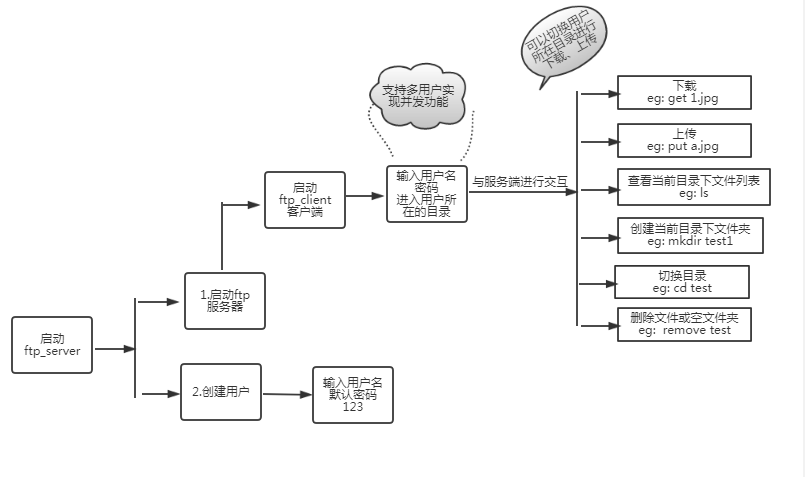 可以切换用户
所在目录进行
下载、上传
支持多用户实
现并发功能
下载
eg: get 1.jpg
上传
eg: put a.jpg
输入用户名
密码
进入用户所
在的目录
与服务端进行交互
查看当前目录下文件列表
eg: ls
启动
ftp_client
客户端
创建当前目录下文件夹
eg: mkdir test1
切换目录
eg: cd test
1.启动ftp
服务器
删除文件或空文件夹
eg: remove test
启动
ftp_server
2.创建用户
输入用户名
默认密码
123